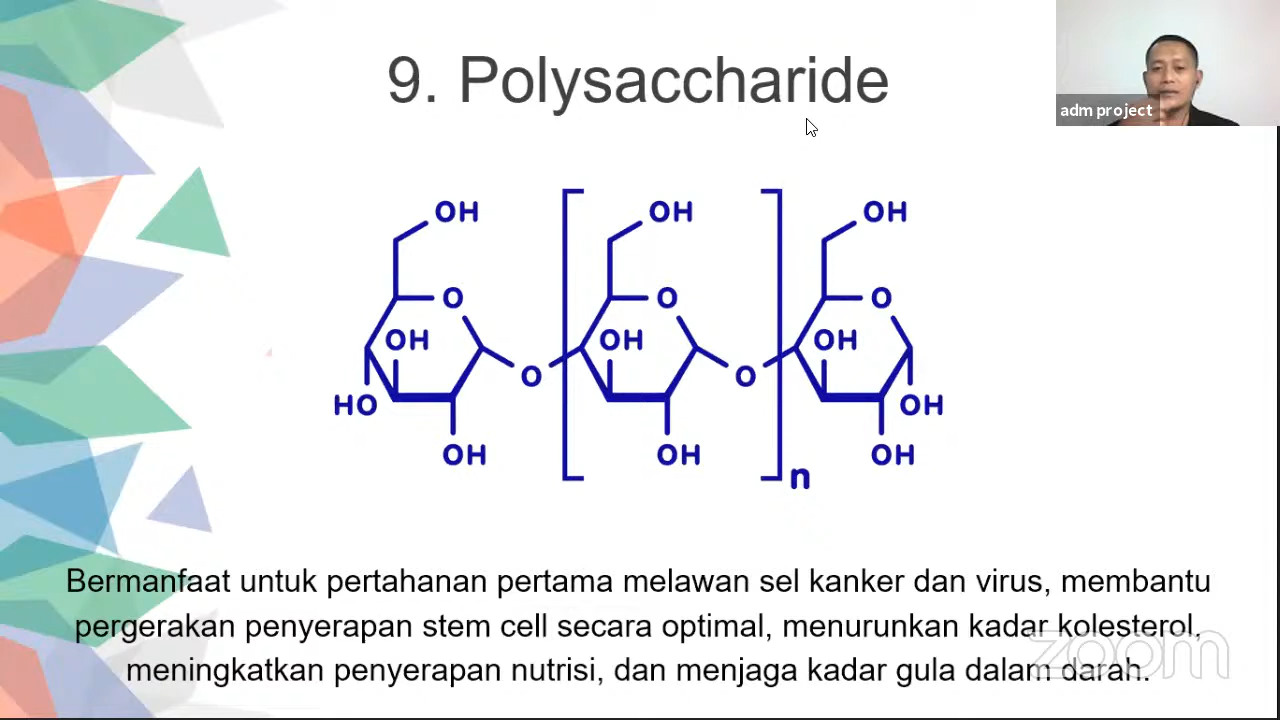 9. Polysaccharide
adm project
OH OH OH
O O O
OH OH OH
O O
HO OH
OH OH OH
n
Bermanfaat untuk pertahanan pertama melawan sel kanker dan virus, membantu
pergerakan penyerapan stem cell secara optimal, menurunkan kadar kolesterol,
meningkatkan penyerapan nutrisi, dan menjaga kadar gula dalam darah.
zoom